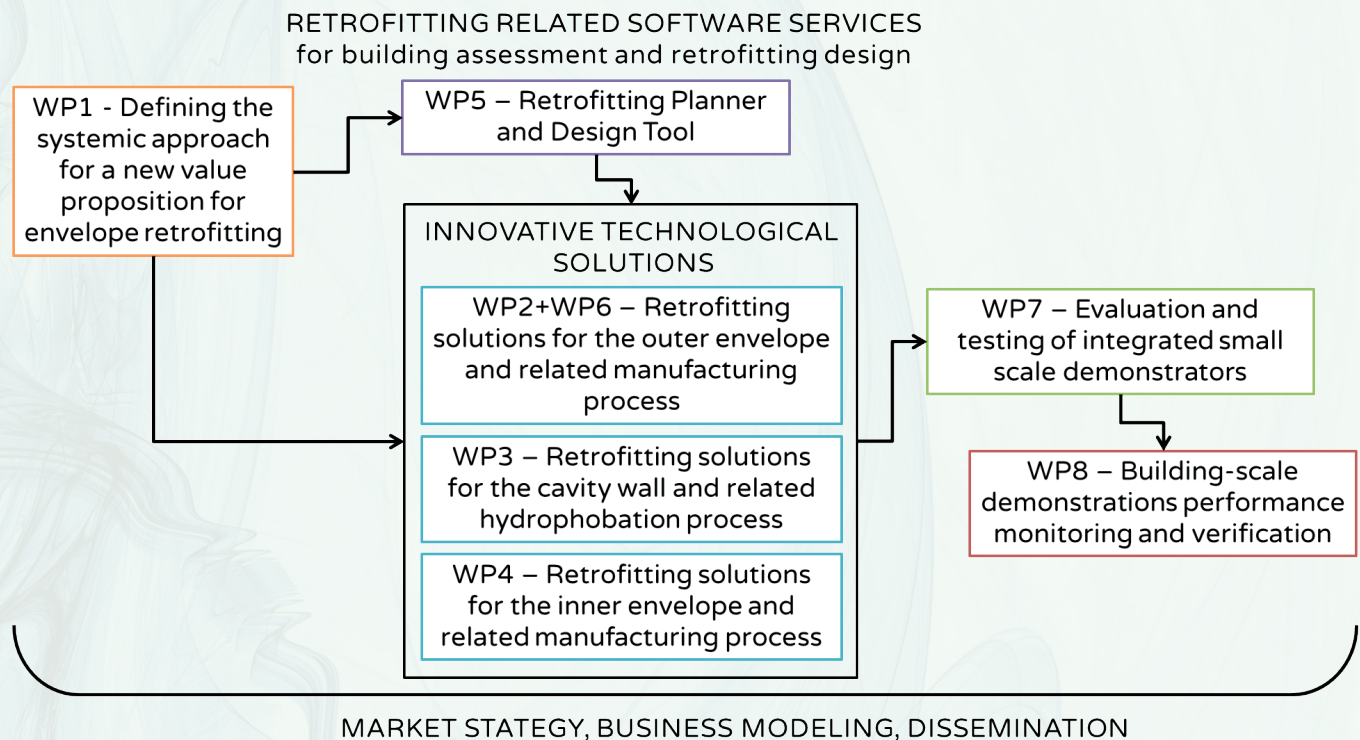 RETROFITTING RELATED SOFTWARE SERVICES
for building assessment and retrofitting design
WP1 - Defining the
systemic approach
for a new value
proposition for
envelope retrofitting
WP5 – Retrofitting Planner
and Design Tool
INNOVATIVE TECHNOLOGICAL
SOLUTIONS
WP2+WP6 – Retrofitting
solutions for the outer envelope
and related manufacturing
process
WP3 – Retrofitting solutions
for the cavity wall and related
hydrophobation process
WP4 – Retrofitting solutions
for the inner envelope and
related manufacturing process
WP7 – Evaluation and
testing of integrated small
scale demonstrators
WP8 – Building-scale
demonstrations performance
monitoring and verification
MARKET STATEGY, BUSINESS MODELING, DISSEMINATION